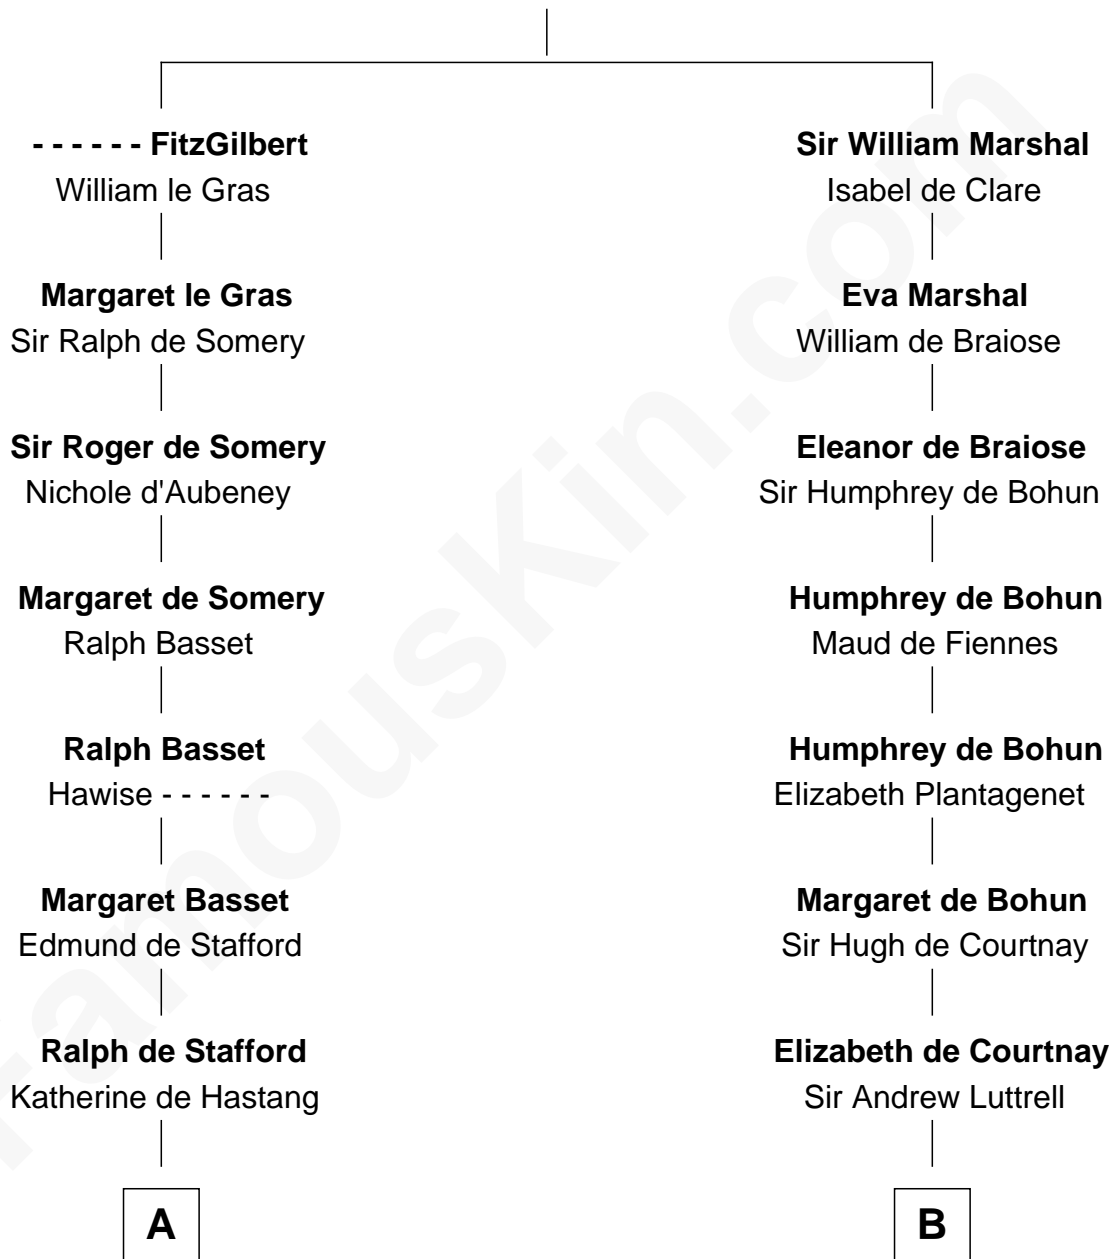 - - - - - - FitzGilbert
William le Gras
Margaret le Gras
Sir Ralph de Somery
Sir Roger de Somery
Nichole d'Aubeney
Margaret de Somery
Ralph Basset
Ralph Basset
Hawise - - - - - -
Margaret Basset
Edmund de Stafford
Ralph de Stafford
Katherine de Hastang
A
Sir William Marshal
Isabel de Clare
Eva Marshal
William de Braiose
Eleanor de Braiose
Sir Humphrey de Bohun
Humphrey de Bohun
Maud de Fiennes
Humphrey de Bohun
Elizabeth Plantagenet
Margaret de Bohun
Sir Hugh de Courtnay
Elizabeth de Courtnay
Sir Andrew Luttrell
B
FamousKin.com